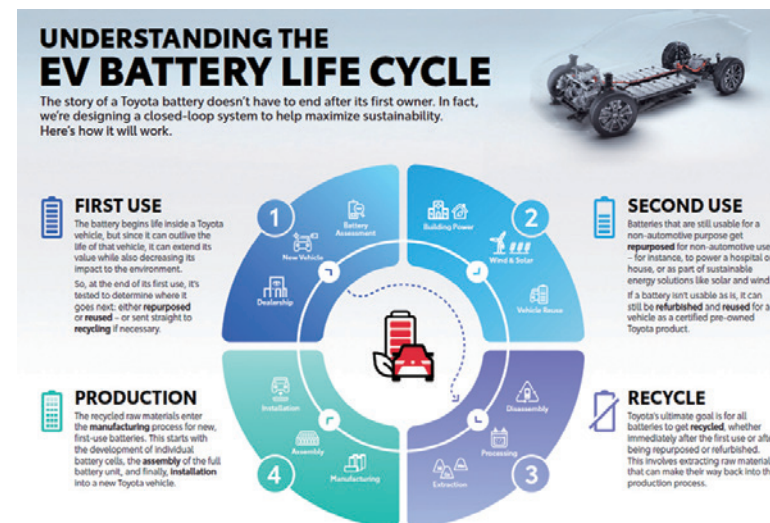 UNDERSTANDING THE
EV BATTERY LIFE CYCLE
The story of a Toyota battery doesn't have to end after its first owner. In fact,
we're designing a closed-loop system to help maximize sustainability.
Here's how it will work.
FIRST USE
The battery begins life inside a Toyota
vehicle, but since it can outlive the
life of that vehicle, it can extend its
value while also decreasing its
impact to the environment.
So, at the end of its first use, it's
tested to determine where it
goes next: either repurposed
or reused – or sent straight to
recycling if necessary.
1
Battery
Assessment
New Vehicle
Dealership
2
Building Power
Wind & Solar
Vehicle Reuse
SECOND USE
Batteries that are still usable for a
non-automotive purpose get
repurposed for non-automotive use
– for instance, to power a hospital or
house, or as part of sustainable
energy solutions like solar and wind
If a battery isn't usable as is, it can
still be refurbished and reused for a
vehicle as a certified pre-owned
Toyota product.
PRODUCTION
The recycled raw materials enter
the manufacturing process for new,
first-use batteries. This starts with
the development of individual
battery cells, the assembly of the full
battery unit, and finally, installation
into a new Toyota vehicle.
Installation
Assembly
Manufacturing
4
Disassembly
Processing
Extraction
3
RECYCLE
Toyota's ultimate goal is for all
batteries to get recycled, whether
immediately after the first use or afte
being repurposed or refurbished.
This involves extracting raw material
that can make their way back into th
production process.